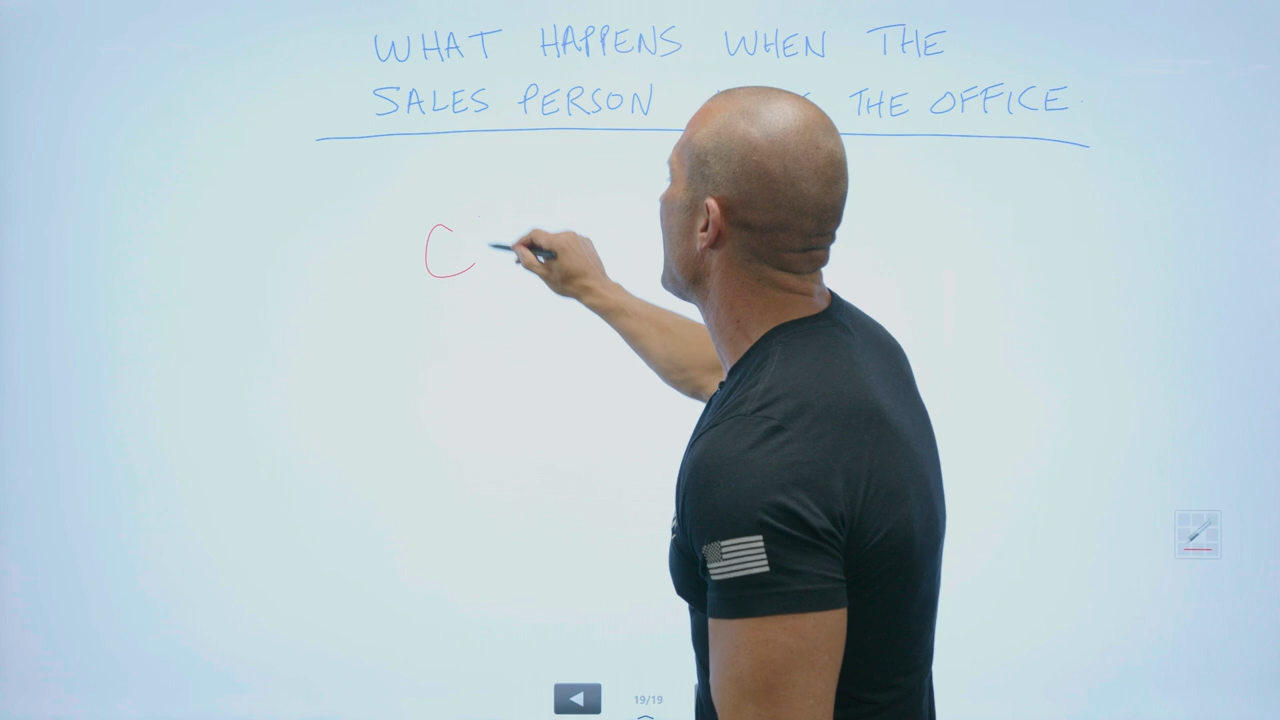 WHAT HAPPENS WHEN THE
SALES PERSON THE OFFICE.
C
19/19